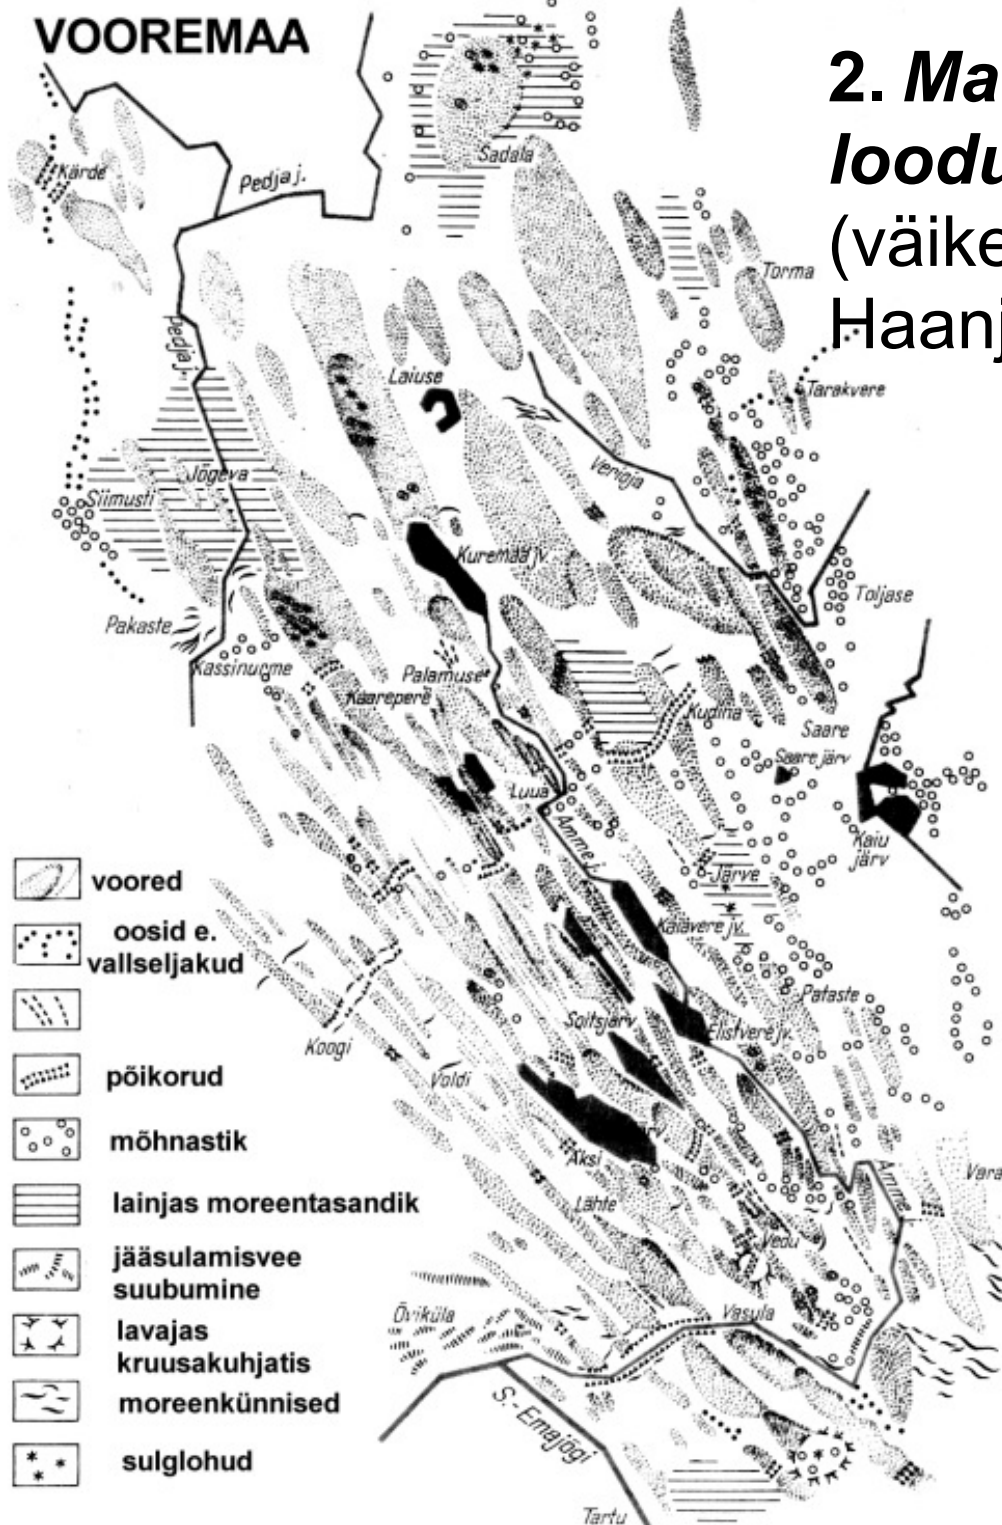 VOOREMAA
2. Ma
loodu
(väike
Haanj
Kärde
Pedja j.
Sadala
Torma
Pedja j.
Laiuse
Tarakvere
Jõgeva
Siimusti
Kuremaa jv.
Toljase
Pakaste
Kassinurme
Palamuse
Kaarepere
Kudina
Saare
Saare järv
Luua
Amme j.
Kaiu
järv
Järve
voored
oosid e.
vallseljakud
Kalavere jv.
Pataste
Soitsjärv
Elistvere jv.
Koogi
Voldi
põikorud
mõhnastik
Äksi
Amme
Vara
lainjas moreentasandik
Lähte
Vedu
jääsulamisvee
suubumine
Õviküla
Vasula
lavajas
kruusakuhjatis
moreenkünnised
S.-Emajõgi
sulglohud
Tartu